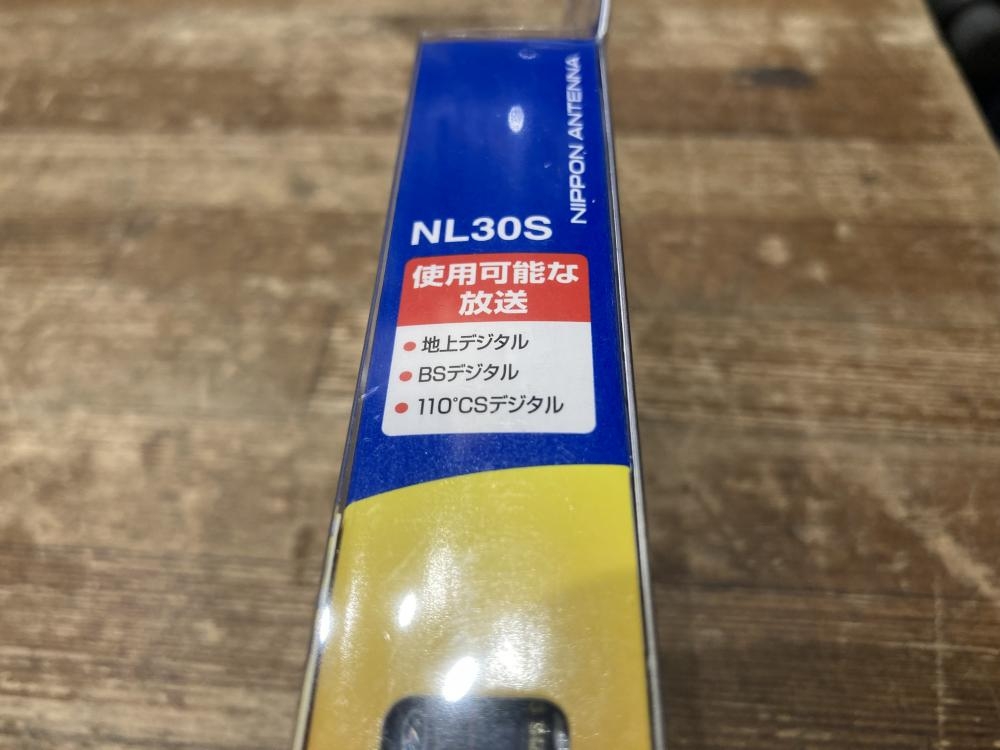 NIPPON ANTENNA
NL30S
使用可能な
放送
● 地上デジタル
● BSデジタル
● 110°CSデジタル